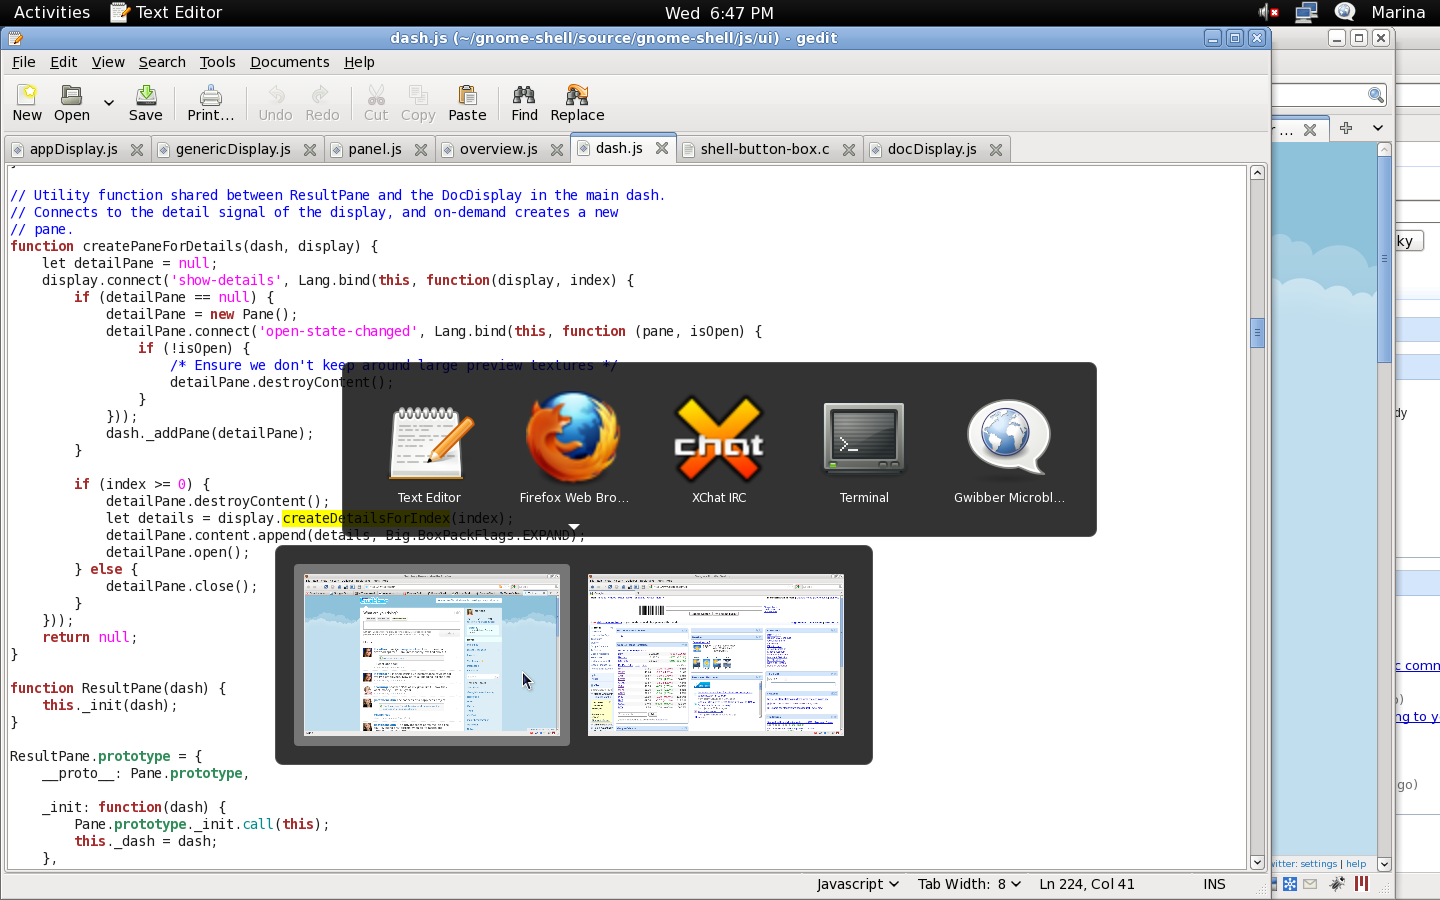 Activities Text Editor Wed 6:47 PM Marina
dash.js (~/gnome-shell/source/gnome-shell/js/ui) - gedit
File Edit View Search Tools Documents Help
New Open Save Print... Undo Redo Cut Copy Paste Find Replace
appDisplay.js genericDisplay.js panel.js overview.js dash.js shell-button-box.c docDisplay.js
r ...
// Utility function shared between ResultPane and the DocDisplay in the main dash.
// Connects to the detail signal of the display, and on-demand creates a new
// pane.
function createPaneForDetails(dash, display) {
let detailPane = null;
display.connect('show-details', Lang.bind(this, function(display, index) {
if (detailPane == null) {
detailPane = new Pane();
detailPane.connect('open-state-changed', Lang.bind(this, function (pane, isOpen) {
if (!isOpen) {
/* Ensure we don't keep around large preview textures */
detailPane.destroyContent();
}
}));
dash._addPane(detailPane);
}
if (index >= 0) {
detailPane.destroyContent();
let details = display.createDetailsForIndex(index);
detailPane.content.append(details, Big.BoxPackFlags.EXPAND);
detailPane.open();
} else {
detailPane.close();
}
}));
return null;
}
function ResultPane(dash) {
this._init(dash);
}
ResultPane.prototype = {
__proto__: Pane.prototype,
_init: function(dash) {
Pane.prototype._init.call(this);
this._dash = dash;
},
Text Editor Firefox Web Bro... XChat IRC Terminal Gwibber Microbl...
chat
ky
dy
c comm
)
ng to y
go)
witter: settings | help
Javascript Tab Width: 8 Ln 224, Col 41 INS